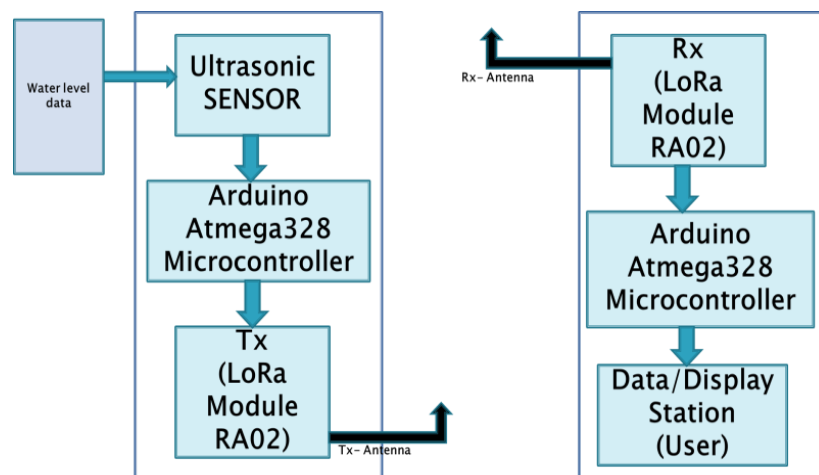 Water level
data
Ultrasonic
SENSOR
Arduino
Atmega328
Microcontroller
Tx
(LoRa
Module
RA02)
Tx- Antenna
Rx- Antenna
Rx
(LoRa
Module
RA02)
Arduino
Atmega328
Microcontroller
Data/Display
Station
(User)